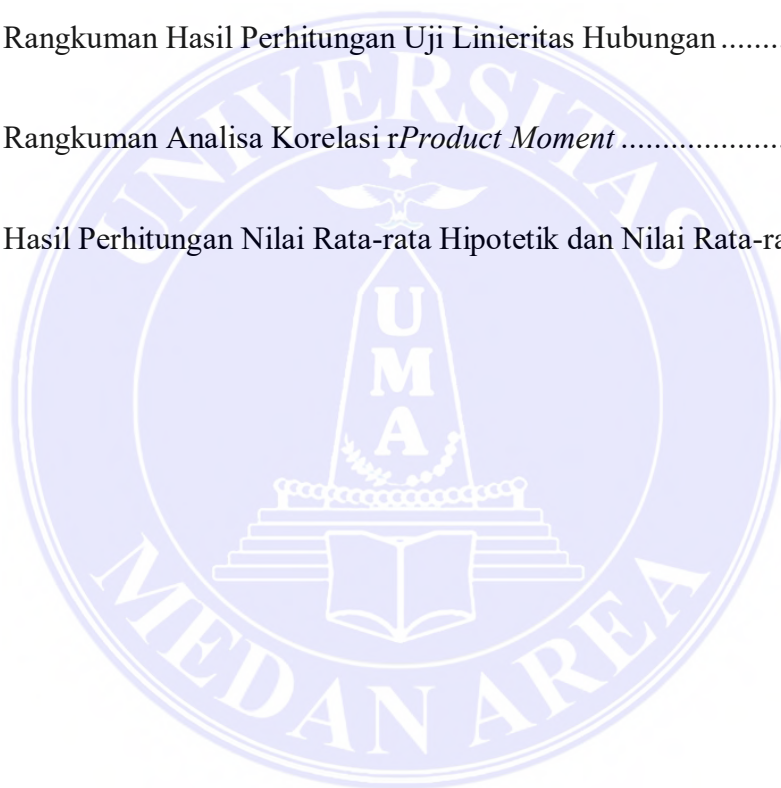 Rangkuman Hasil Perhitungan Uji Linieritas Hubungan ........
Rangkuman Analisa Korelasi rProduct Moment ....................
Hasil Perhitungan Nilai Rata-rata Hipotetik dan Nilai Rata-ra
UNIVERSITAS
U
M
A
MEDAN AREA